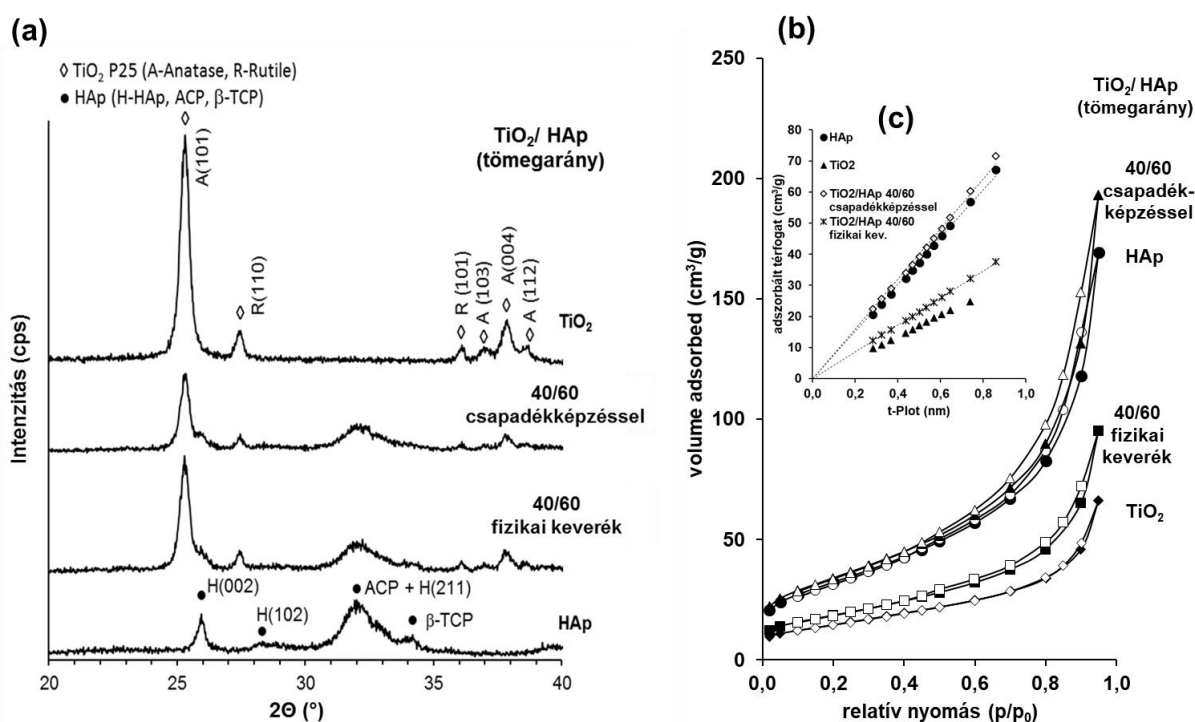 (a)
◊ TiO₂ P25 (A-Anatase, R-Rutile)
● HAp (H-HAp, ACP, β-TCP)
TiO₂/ HAp
(tömegarány)
A(101)
R(110)
R (101)
A (103)
A(004)
A (112)
TiO₂
40/60
csapadékképzéssel
40/60
fizikai keverék
H(002)
H(102)
ACP + H(211)
β-TCP
HAp
Intenzitás (cps)
20
25
30
35
40
2Θ (°)
(b)
250
200
150
100
50
0
volume adsorbed (cm³/g)
0,0
0,2
0,4
0,6
0,8
1,0
relatív nyomás (p/p₀)
TiO₂/ HAp
(tömegarány)
40/60
csapadék-
képzéssel
HAp
40/60
fizikai
keverék
TiO₂
(c)
80
70
60
50
40
30
20
10
0
adszorbált térfogat (cm³/g)
HAp
TiO2
TiO2/HAp 40/60
csapadékképzéssel
TiO2/HAp 40/60
fizikai kev.
0,0
0,2
0,4
0,6
0,8
1,0
t-Plot (nm)